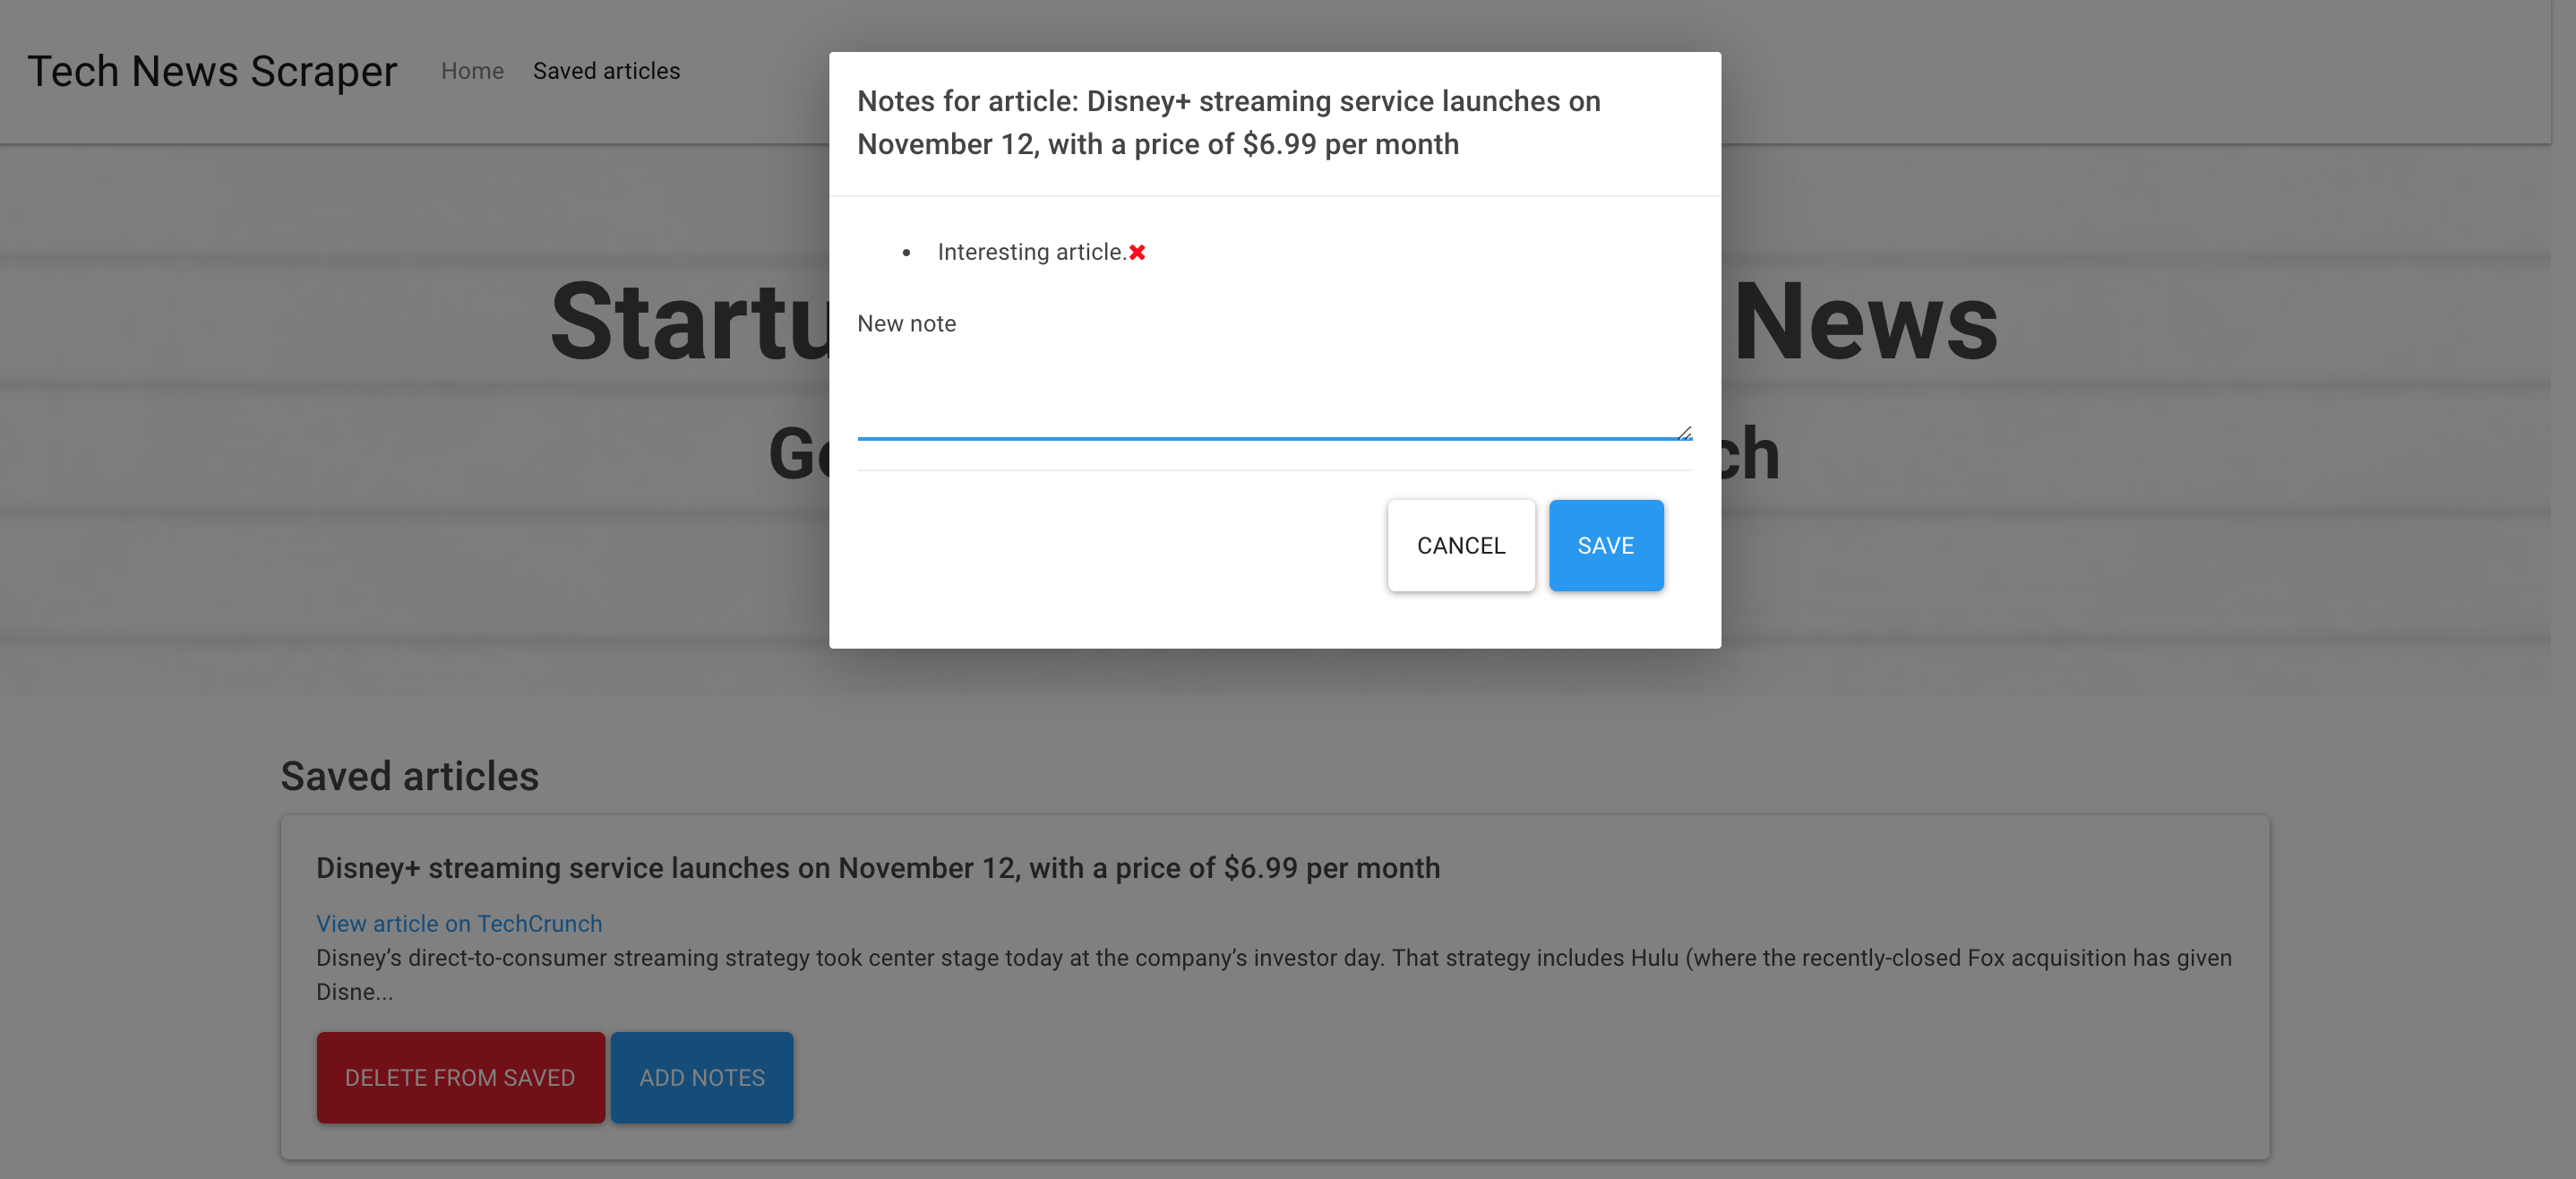 Tech News Scraper Home Saved articles
Notes for article: Disney+ streaming service launches on
November 12, with a price of $6.99 per month
• Interesting article.✖
New note
News
CANCEL SAVE
Saved articles
Disney+ streaming service launches on November 12, with a price of $6.99 per month
View article on TechCrunch
Disney’s direct-to-consumer streaming strategy took center stage today at the company’s investor day. That strategy includes Hulu (where the recently-closed Fox acquisition has given
Disne...
DELETE FROM SAVED ADD NOTES